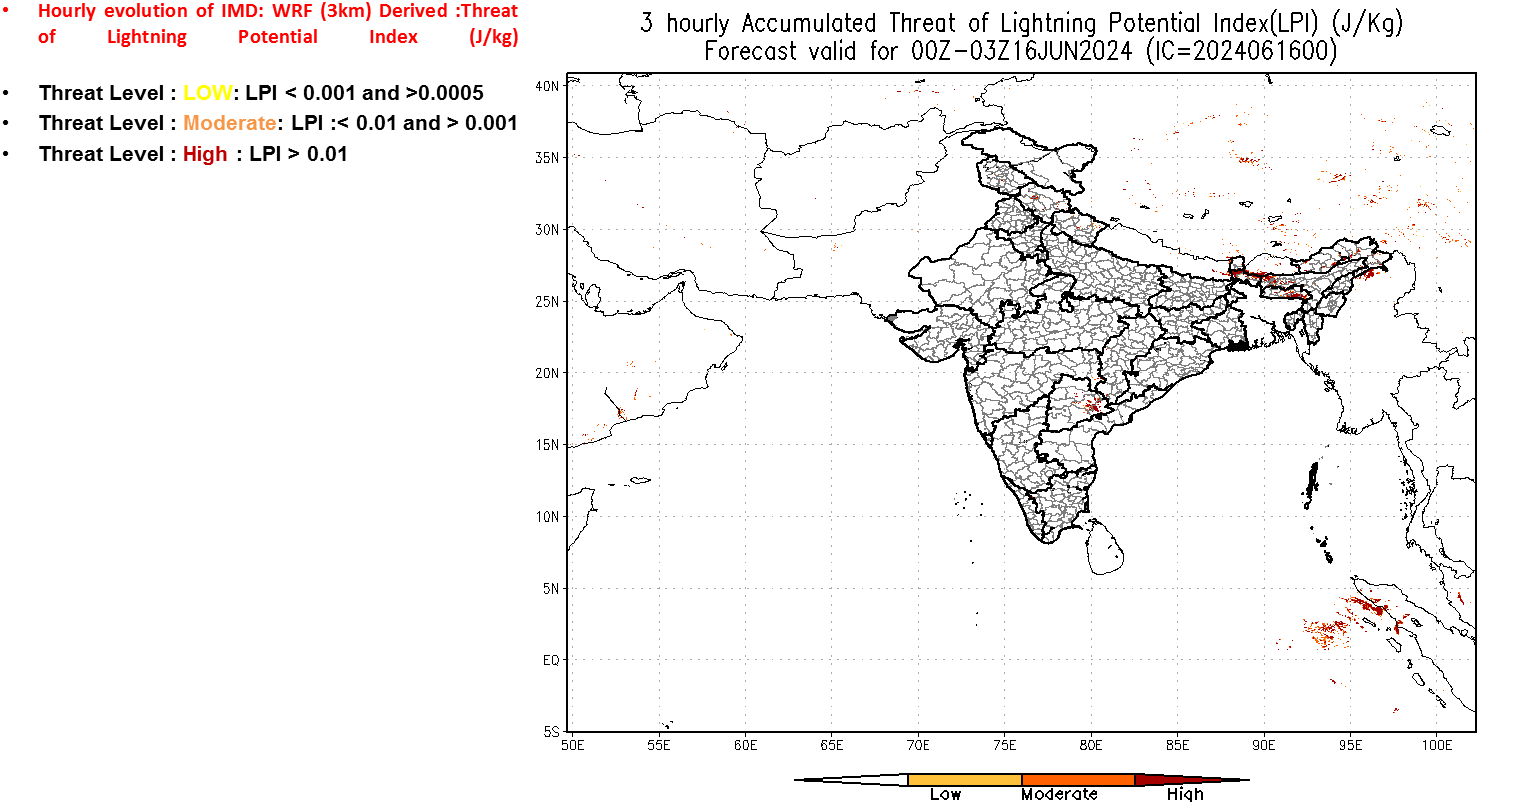 • Hourly evolution of IMD: WRF (3km) Derived :Threat
of Lightning Potential Index (J/kg)
• Threat Level : LOW: LPI < 0.001 and >0.0005
• Threat Level : Moderate: LPI :< 0.01 and > 0.001
• Threat Level : High : LPI > 0.01
3 hourly Accumulated Threat of Lightning Potential Index(LPI) (J/Kg)
Forecast valid for 00Z-03Z16JUN2024 (IC=2024061600)
40N
35N
30N
25N
20N
15N
10N
5N
EQ
5S
50E 55E 60E 65E 70E 75E 80E 85E 90E 95E 100E
Low Moderate High